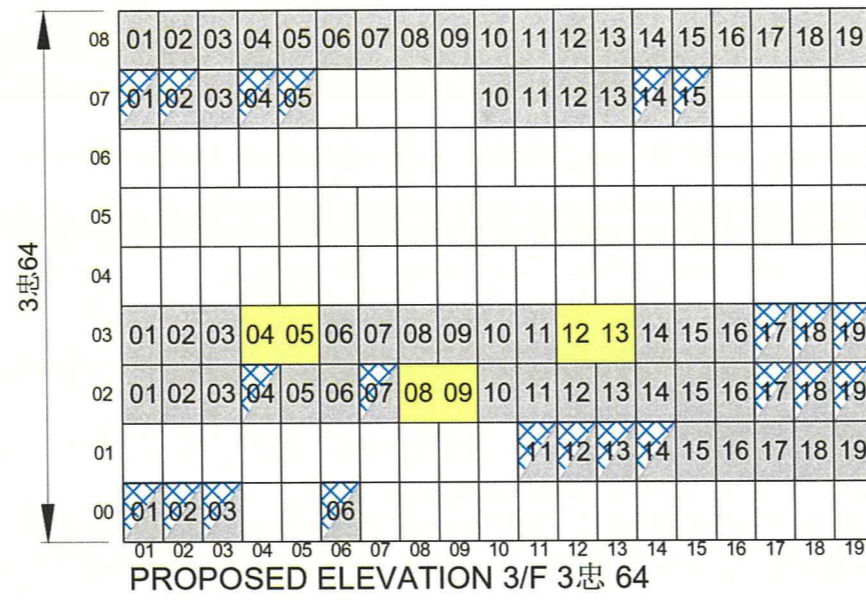 08 01 02 03 04 05 06 07 08 09 10 11 12 13 14 15 16 17 18 19
07 01 02 03 04 05 10 11 12 13 14 15
06
05
04
3忠64
03 01 02 03 04 05 06 07 08 09 10 11 12 13 14 15 16 17 18 19
02 01 02 03 04 05 06 07 08 09 10 11 12 13 14 15 16 17 18 19
01 11 12 13 14 15 16 17 18 19
00 01 02 03 06
01 02 03 04 05 06 07 08 09 10 11 12 13 14 15 16 17 18 19
PROPOSED ELEVATION 3/F 3忠 64